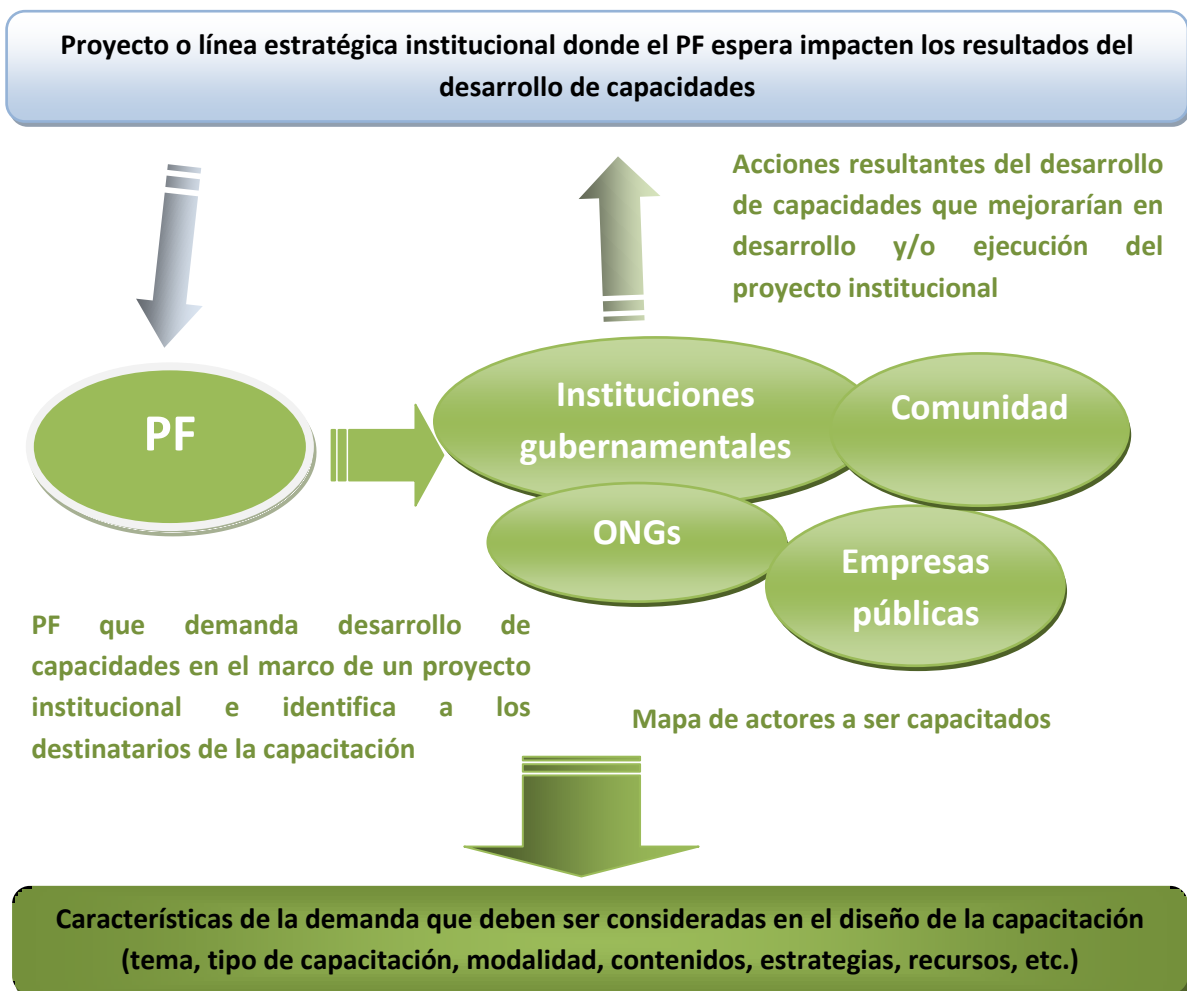 Proyecto o línea estratégica institucional donde el PF espera impacten los resultados del
desarrollo de capacidades
Acciones resultantes del desarrollo
de capacidades que mejorarían en
desarrollo y/o ejecución del
proyecto institucional
PF
Instituciones
gubernamentales
Comunidad
ONGs
Empresas
públicas
PF que demanda desarrollo de
capacidades en el marco de un proyecto
institucional e identifica a los
destinatarios de la capacitación
Mapa de actores a ser capacitados
Características de la demanda que deben ser consideradas en el diseño de la capacitación
(tema, tipo de capacitación, modalidad, contenidos, estrategias, recursos, etc.)